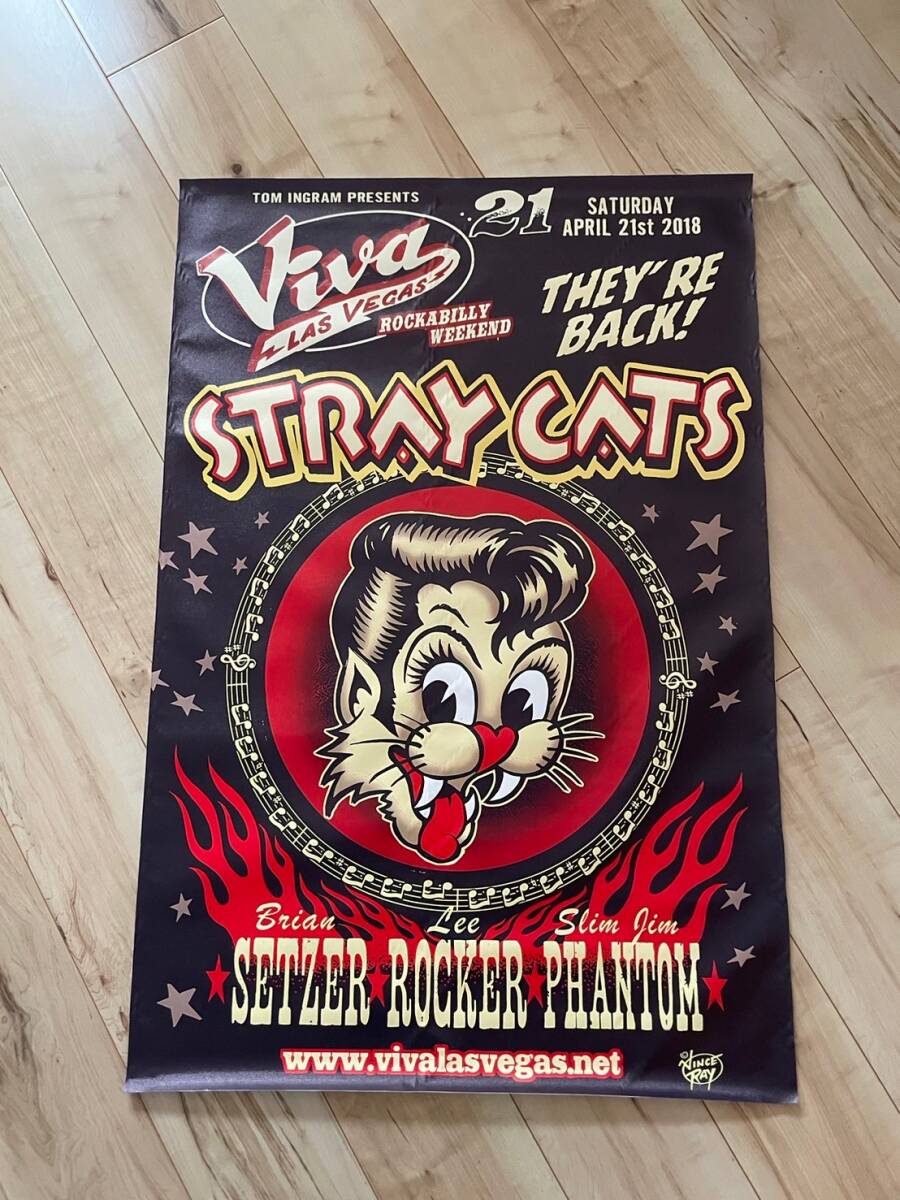 TOM INGRAM PRESENTS
Viva
LAS VEGAS
ROCKABILLY
WEEKEND
21
SATURDAY
APRIL 21st 2018
THEY'RE
BACK!
STRAY CATS
Brian Lee Slim Jim
SETZER ROCKER PHANTOM
www.vivalasvegas.net
© VINCE
RAY